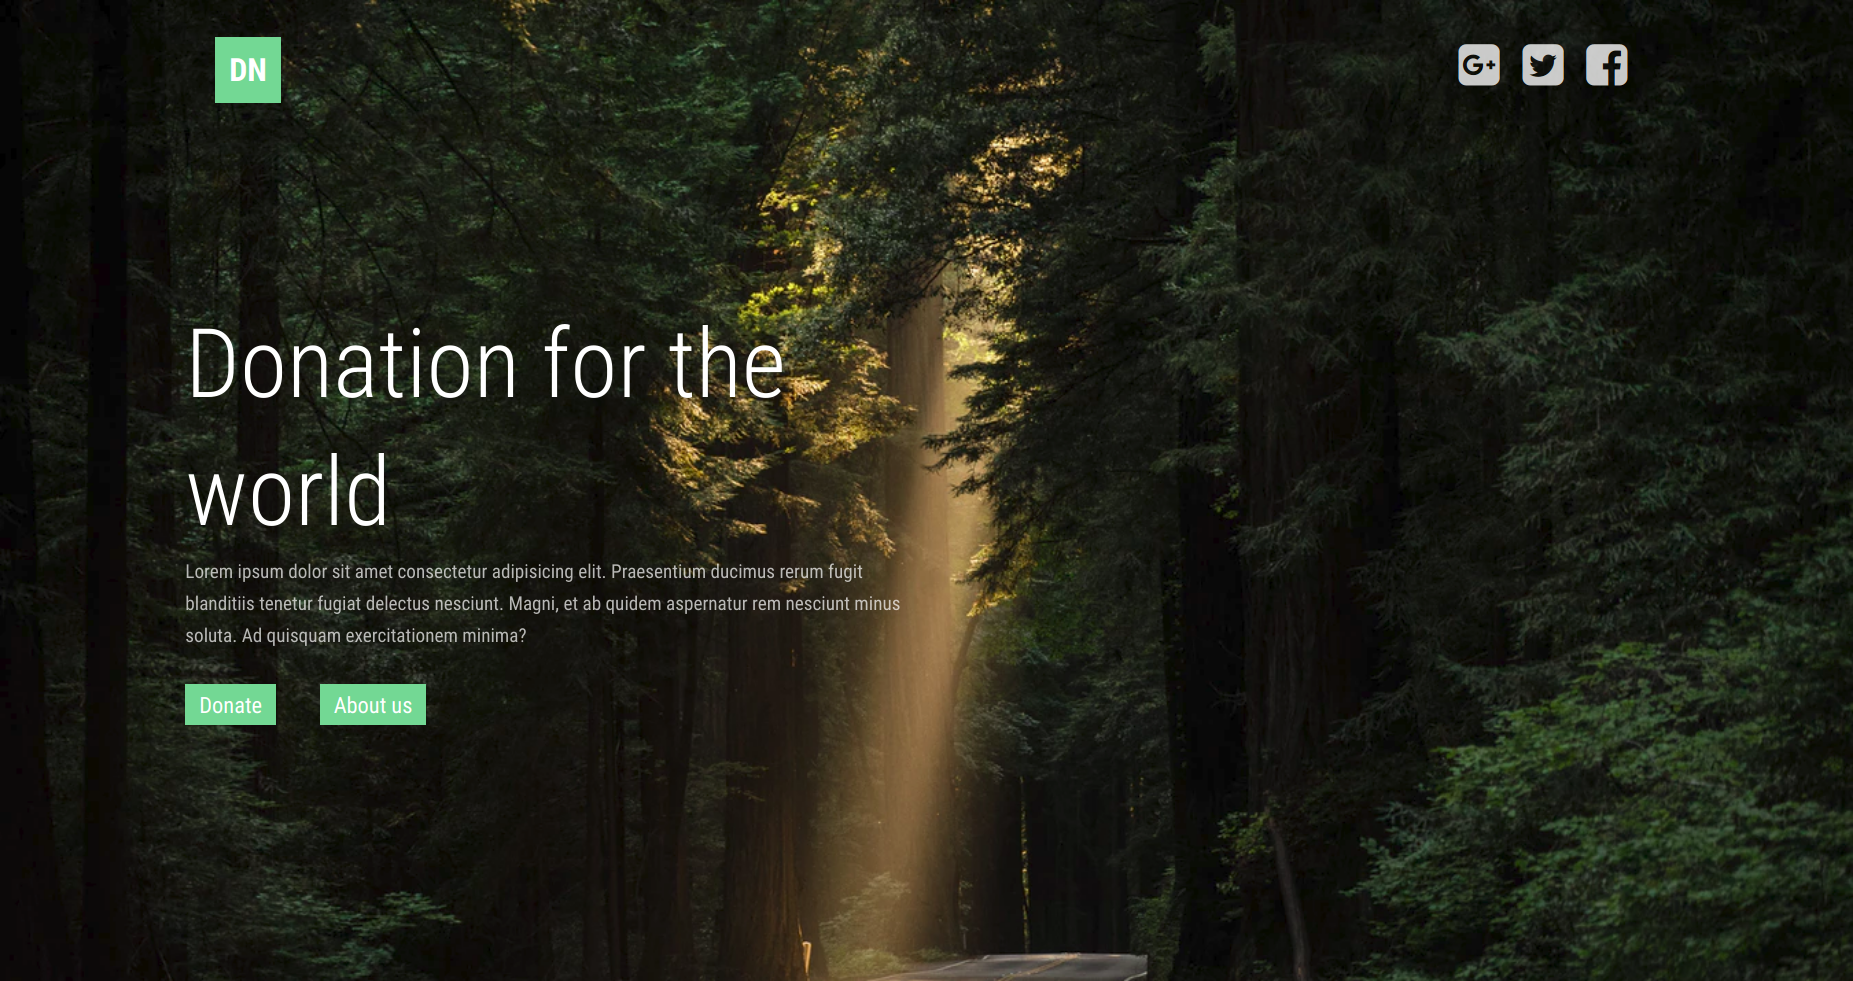 DN
G+
Donation for the
world
Lorem ipsum dolor sit amet consectetur adipisicing elit. Praesentium ducimus rerum fugit
blanditiis tenetur fugiat delectus nesciunt. Magni, et ab quidem aspernatur rem nesciunt minus
soluta. Ad quisquam exercitationem minima?
Donate About us